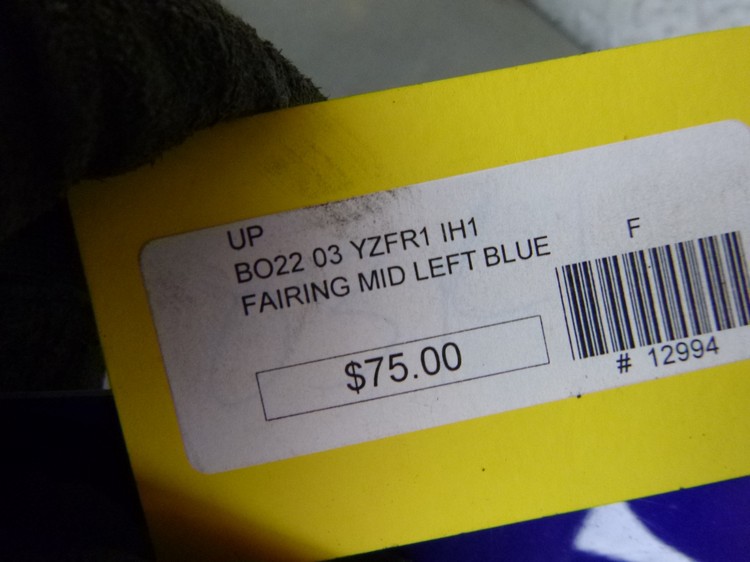 UP
BO22 03 YZFR1 IH1
FAIRING MID LEFT BLUE
$75.00
F
# 12994